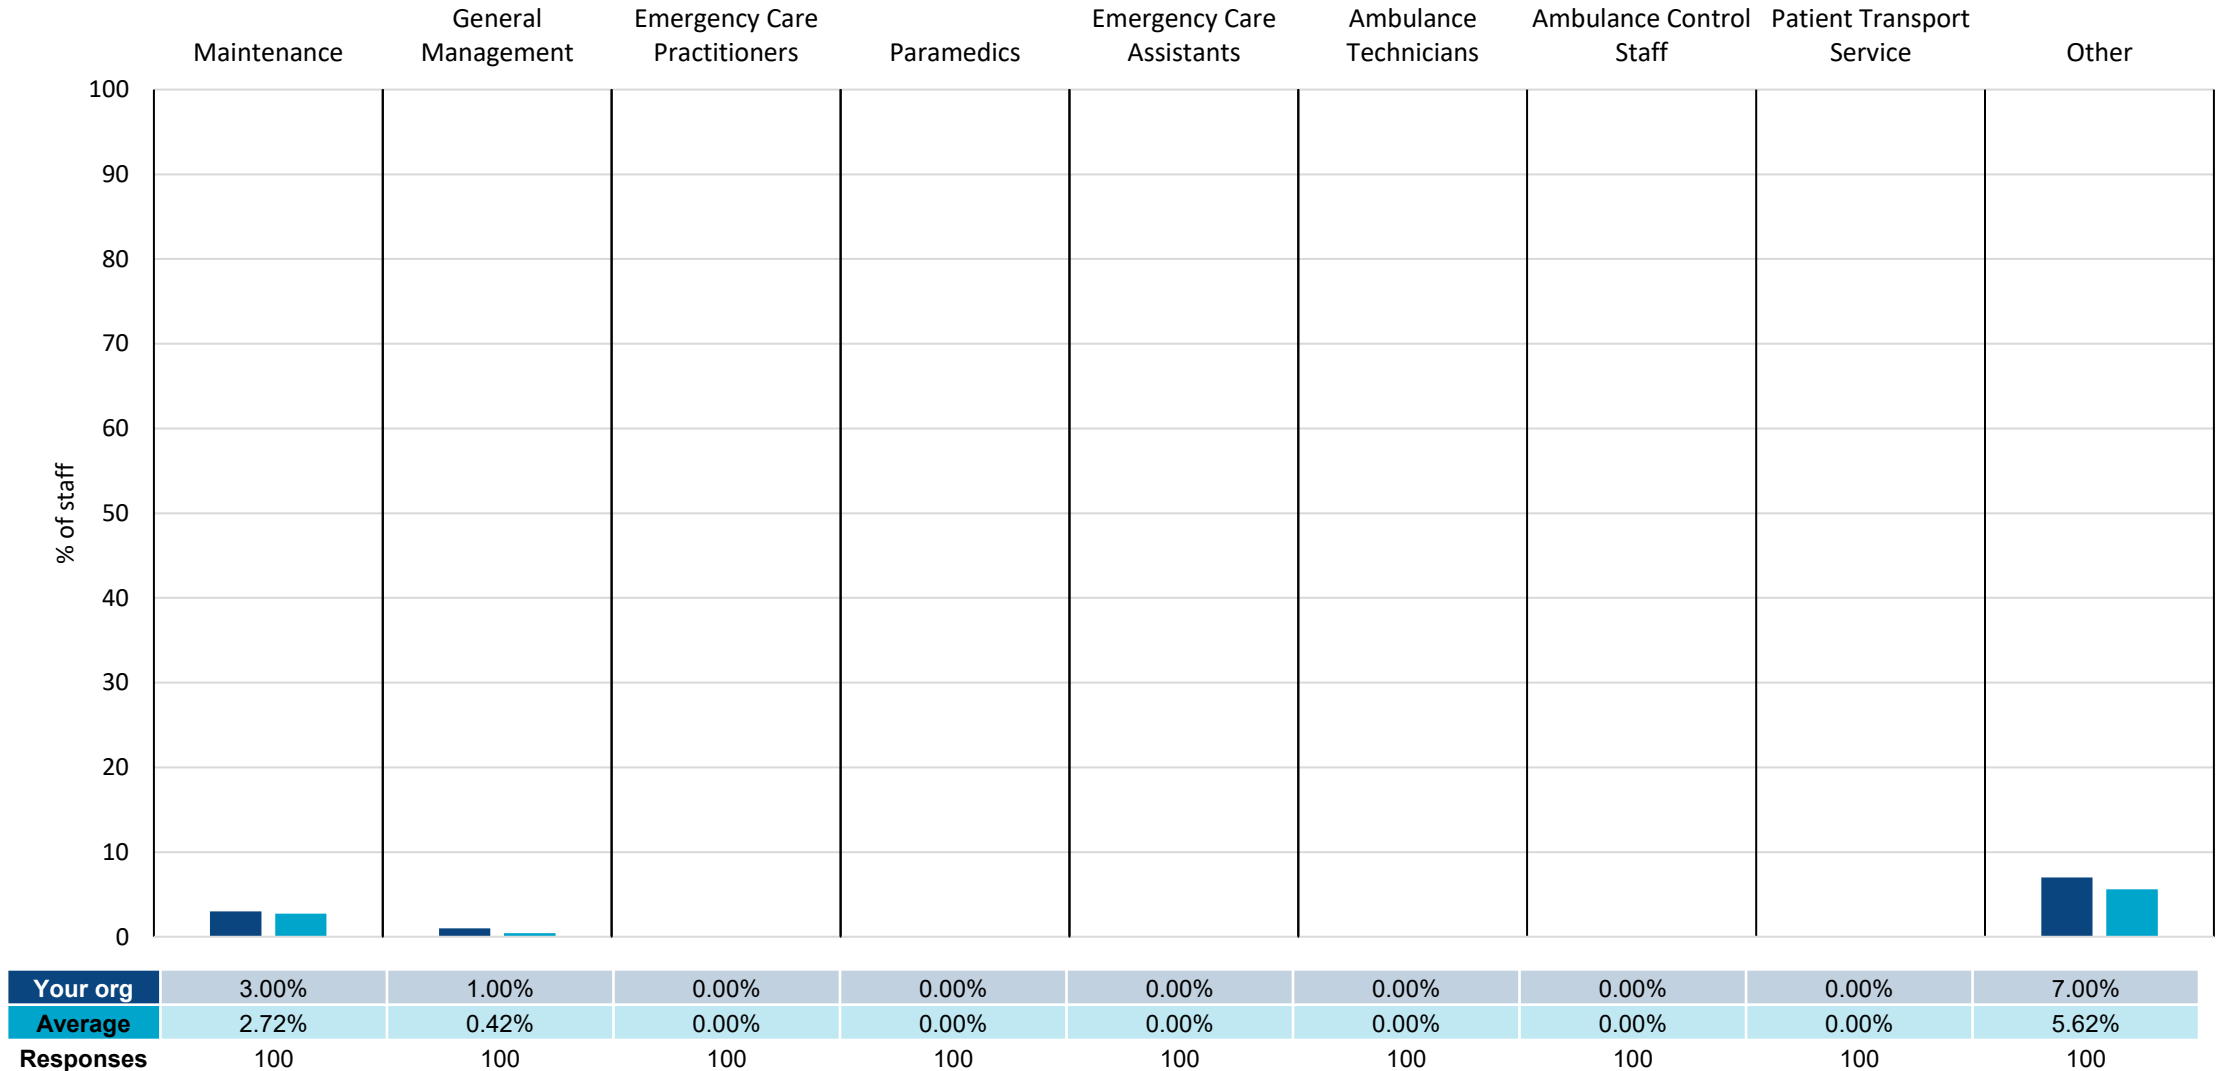 Maintenance
General
Management
Emergency Care
Practitioners
Paramedics
Emergency Care
Assistants
Ambulance
Technicians
Ambulance Control
Staff
Patient Transport
Service
Other
% of staff
100
90
80
70
60
50
40
30
20
10
0
Your org 3.00% 1.00% 0.00% 0.00% 0.00% 0.00% 0.00% 0.00% 7.00%
Average 2.72% 0.42% 0.00% 0.00% 0.00% 0.00% 0.00% 0.00% 5.62%
Responses 100 100 100 100 100 100 100 100 100